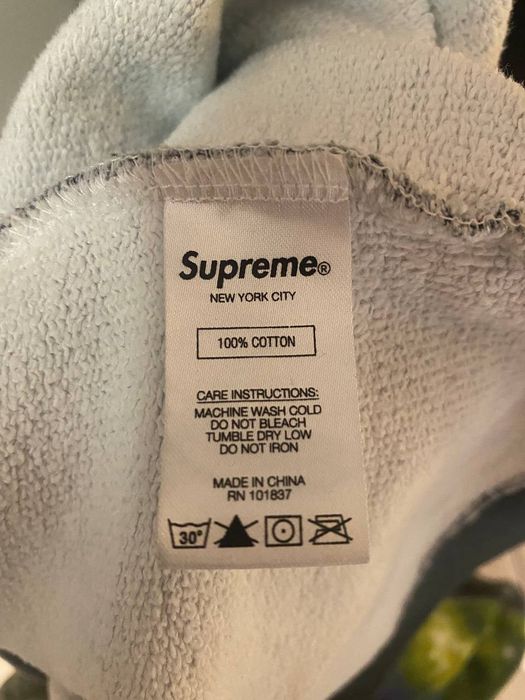 Supreme®
NEW YORK CITY
100% COTTON
CARE INSTRUCTIONS:
MACHINE WASH COLD
DO NOT BLEACH
TUMBLE DRY LOW
DO NOT IRON
MADE IN CHINA
RN 101837
30°